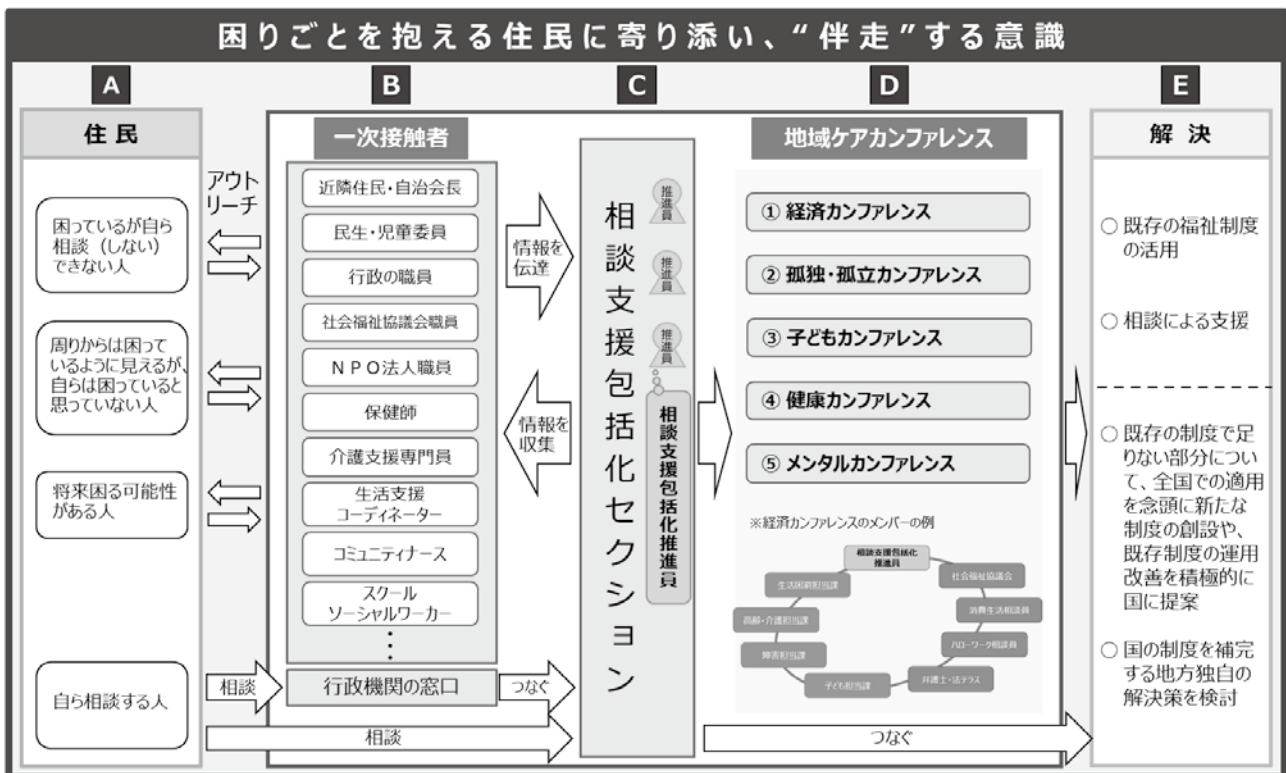 困りごとを抱える住民に寄り添い、“伴走”する意識
A
住民
アウト
リーチ
困っているが自ら
相談（しない）
できない人
周りからは困って
いるように見えるが、
自らは困っていると
思っていない人
将来困る可能性
がある人
自ら相談する人
相談
相談
B
一次接触者
近隣住民・自治会長
民生・児童委員
行政の職員
社会福祉協議会職員
ＮＰＯ法人職員
保健師
介護支援専門員
生活支援
コーディネーター
コミュニティナース
スクール
ソーシャルワーカー
⋮
行政機関の窓口
情報を
伝達
情報を
収集
つなぐ
C
相談支援包括化セクション
推進員
推進員
推進員
相談支援包括化推進員
D
地域ケアカンファレンス
① 経済カンファレンス
② 孤独・孤立カンファレンス
③ 子どもカンファレンス
④ 健康カンファレンス
⑤ メンタルカンファレンス
※経済カンファレンスのメンバーの例
相談支援包括化
推進員
生活困窮担当課
社会福祉協議会
高齢・介護担当課
消費生活相談員
障害担当課
ハローワーク相談員
子ども担当課
弁護士・法テラス
つなぐ
E
解決
○ 既存の福祉制度
の活用
○ 相談による支援
○ 既存の制度で足
りない部分につい
て、全国での適用
を念頭に新たな
制度の創設や、
既存制度の運用
改善を積極的に
国に提案
○ 国の制度を補完
する地方独自の
解決策を検討